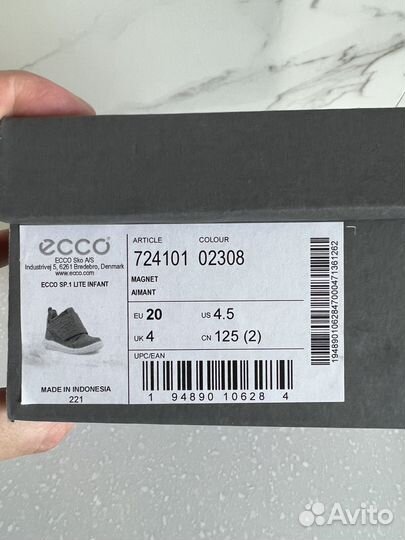 ecco
ECCO Sko A/S
Industrivej 5, 6261 Bredebro, Denmark
www.ecco.com
ECCO SP.1 LITE INFANT
MADE IN INDONESIA
221
ARTICLE COLOUR
724101 02308
MAGNET
AIMANT
EU 20 US 4.5
UK 4 CN 125 (2)
UPC/EAN
1 94890 10628 4
1948901062847000471361262
Avito